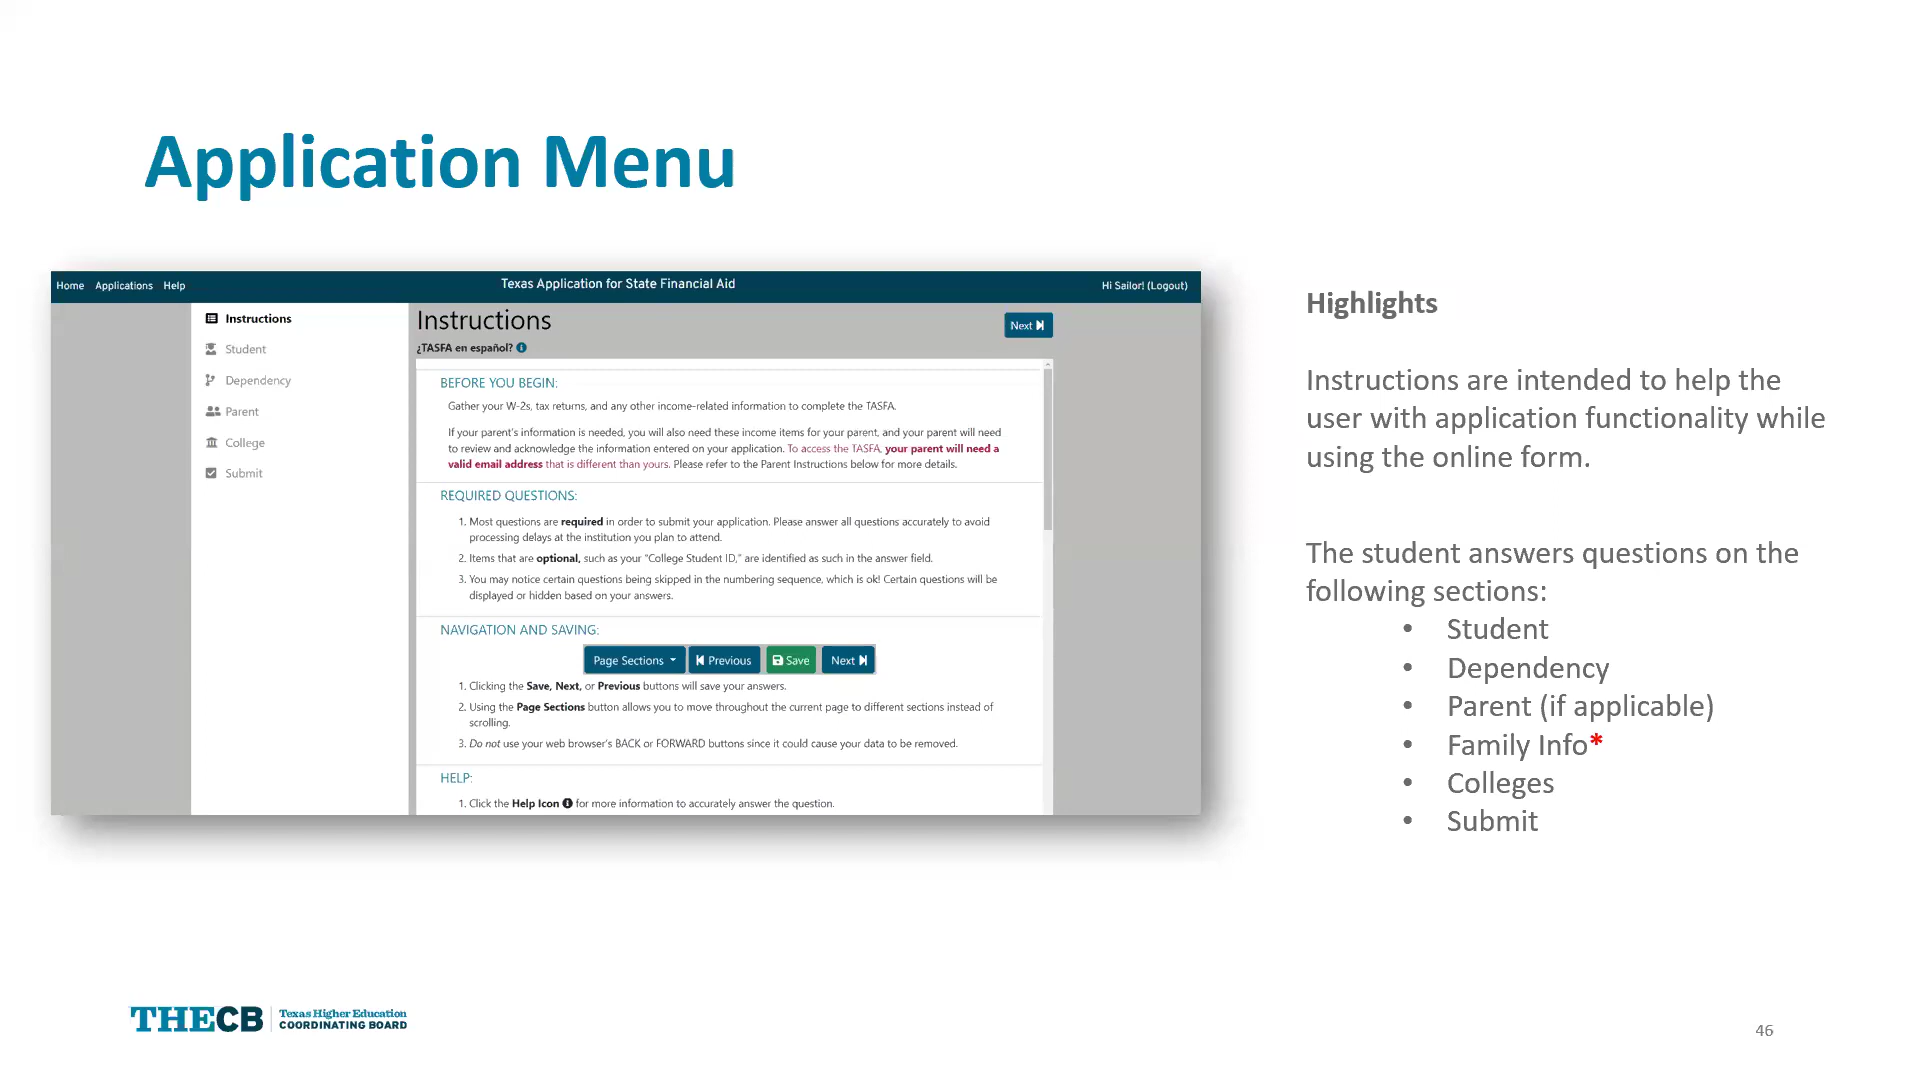 Application Menu
Home Applications Help
Texas Application for State Financial Aid
Hi Sailor! (Logout)
Instructions
Student
Dependency
Parent
College
Submit
Instructions
Next
¿TASFA en español?
BEFORE YOU BEGIN:
Gather your W-2s, tax returns, and any other income-related information to complete the TASFA.
If your parent's information is needed, you will also need these income items for your parent, and your parent will need
to review and acknowledge the information entered on your application. To access the TASFA, your parent will need a
valid email address that is different than yours. Please refer to the Parent Instructions below for more details.
REQUIRED QUESTIONS:
1. Most questions are required in order to submit your application. Please answer all questions accurately to avoid
processing delays at the institution you plan to attend.
2. Items that are optional, such as your "College Student ID," are identified as such in the answer field.
3. You may notice certain questions being skipped in the numbering sequence, which is ok! Certain questions will be
displayed or hidden based on your answers.
NAVIGATION AND SAVING:
Page Sections Previous Save Next
1. Clicking the Save, Next, or Previous buttons will save your answers.
2. Using the Page Sections button allows you to move throughout the current page to different sections instead of
scrolling.
3. Do not use your web browser's BACK or FORWARD buttons since it could cause your data to be removed.
HELP:
1. Click the Help Icon for more information to accurately answer the question.
Highlights
Instructions are intended to help the
user with application functionality while
using the online form.
The student answers questions on the
following sections:
• Student
• Dependency
• Parent (if applicable)
• Family Info*
• Colleges
• Submit
THECB
Texas Higher Education
COORDINATING BOARD
46